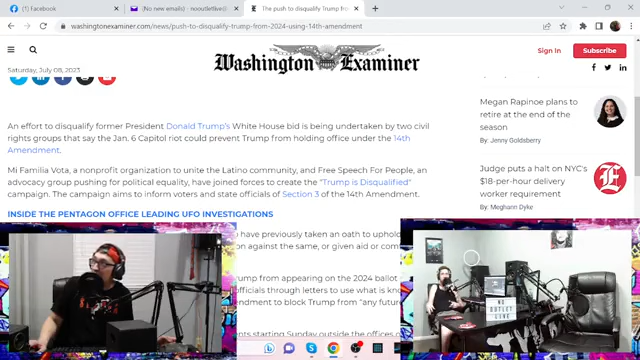 Facebook
(No new emails) - nooutletlive@
The push to disqualify Trump from
washingtonexaminer.com/news/push-to-disqualify-trump-from-2024-using-14th-amendment
Washington Examiner
Sign In
Subscribe
Saturday, July 08, 2023
An effort to disqualify former President Donald Trump's White House bid is being undertaken by two civil
rights groups that say the Jan. 6 Capitol riot could prevent Trump from holding office under the 14th
Amendment.
Mi Familia Vota, a nonprofit organization to unite the Latino community, and Free Speech For People, an
advocacy group pushing for political equality, have joined forces to create the "Trump is Disqualified"
campaign. The campaign aims to inform voters and state officials of Section 3 of the 14th Amendment.
INSIDE THE PENTAGON OFFICE LEADING UFO INVESTIGATIONS
have previously taken an oath to uphold
on against the same, or given aid or com
rump from appearing on the 2024 ballot
officials through letters to use what is kno
ndment to block Trump from "any future
nts starting Sunday outside the offices
Megan Rapinoe plans to
retire at the end of the
season
By: Jenny Goldsberry
Judge puts a halt on NYC's
$18-per-hour delivery
worker requirement
By: Meghann Dyke
NO
OUTLET
LIVE